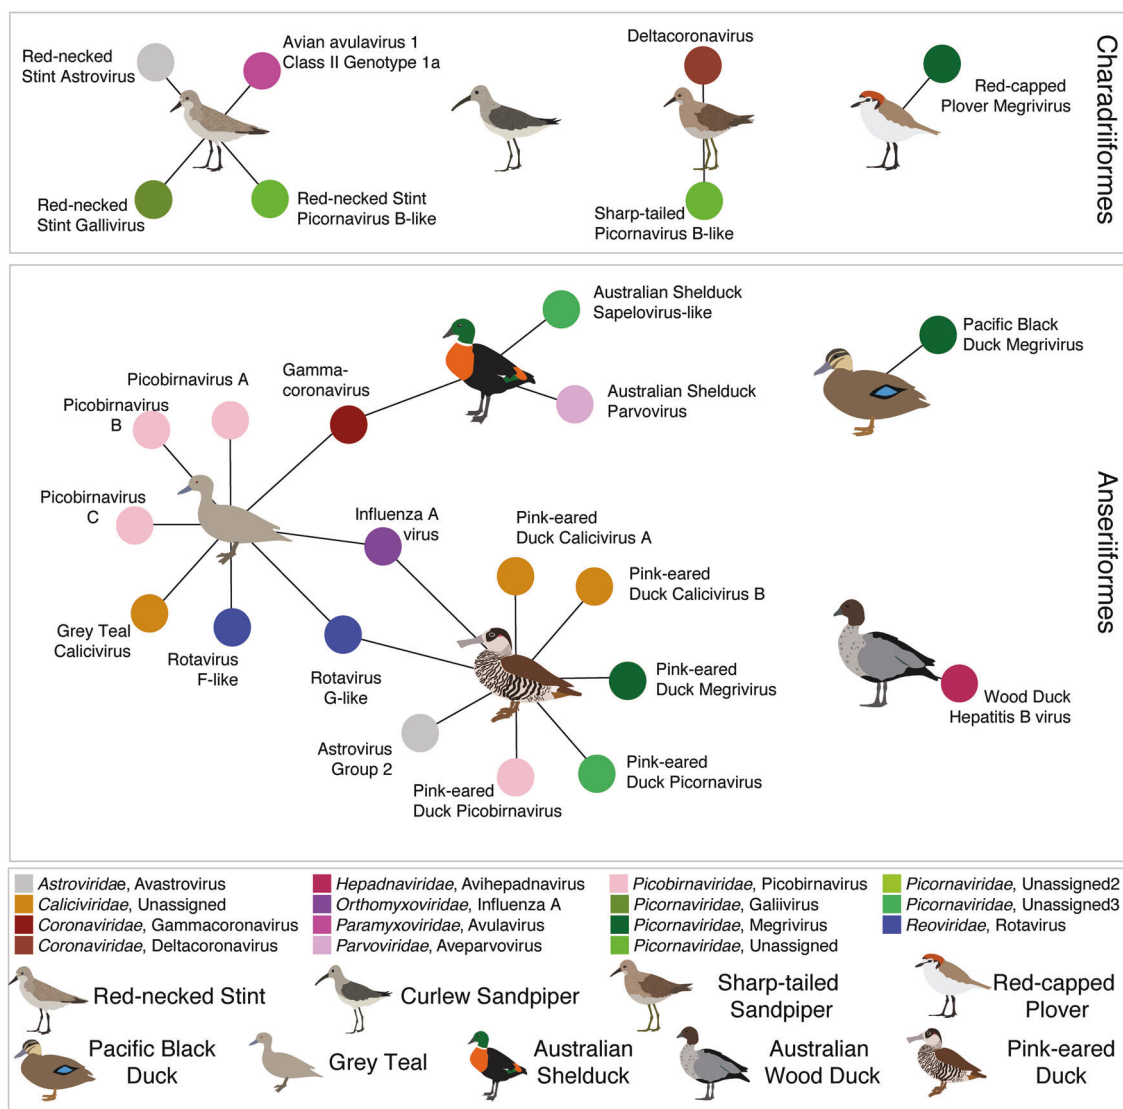 Red-necked
Stint Astrovirus
Avian avulavirus 1
Class II Genotype 1a
Deltacoronavirus
Red-capped
Plover Megrivirus
Red-necked
Stint Gallivirus
Red-necked Stint
Picornavirus B-like
Sharp-tailed
Picornavirus B-like
Charadriiformes
Australian Shelduck
Sapelovirus-like
Pacific Black
Duck Megrivirus
Gamma-
coronavirus
Picobirnavirus A
Australian Shelduck
Parvovirus
Picobirnavirus
B
Picobirnavirus
C
Influenza A
virus
Pink-eared
Duck Calicivirus A
Pink-eared
Duck Calicivirus B
Grey Teal
Calicivirus
Rotavirus
F-like
Rotavirus
G-like
Pink-eared
Duck Megrivirus
Wood Duck
Hepatitis B virus
Astrovirus
Group 2
Pink-eared
Duck Picobirnavirus
Pink-eared
Duck Picornavirus
Anseriiformes
Astroviridae, Avastrovirus
Caliciviridae, Unassigned
Coronaviridae, Gammacoronavirus
Coronaviridae, Deltacoronavirus
Hepadnaviridae, Avihepadnavirus
Orthomyxoviridae, Influenza A
Paramyxoviridae, Avulavirus
Parvoviridae, Aveparvovirus
Picobirnaviridae, Picobirnavirus
Picornaviridae, Galiivirus
Picornaviridae, Megrivirus
Picornaviridae, Unassigned
Picornaviridae, Unassigned2
Picornaviridae, Unassigned3
Reoviridae, Rotavirus
Red-necked Stint
Curlew Sandpiper
Sharp-tailed
Sandpiper
Red-capped
Plover
Pacific Black
Duck
Grey Teal
Australian
Shelduck
Australian
Wood Duck
Pink-eared
Duck